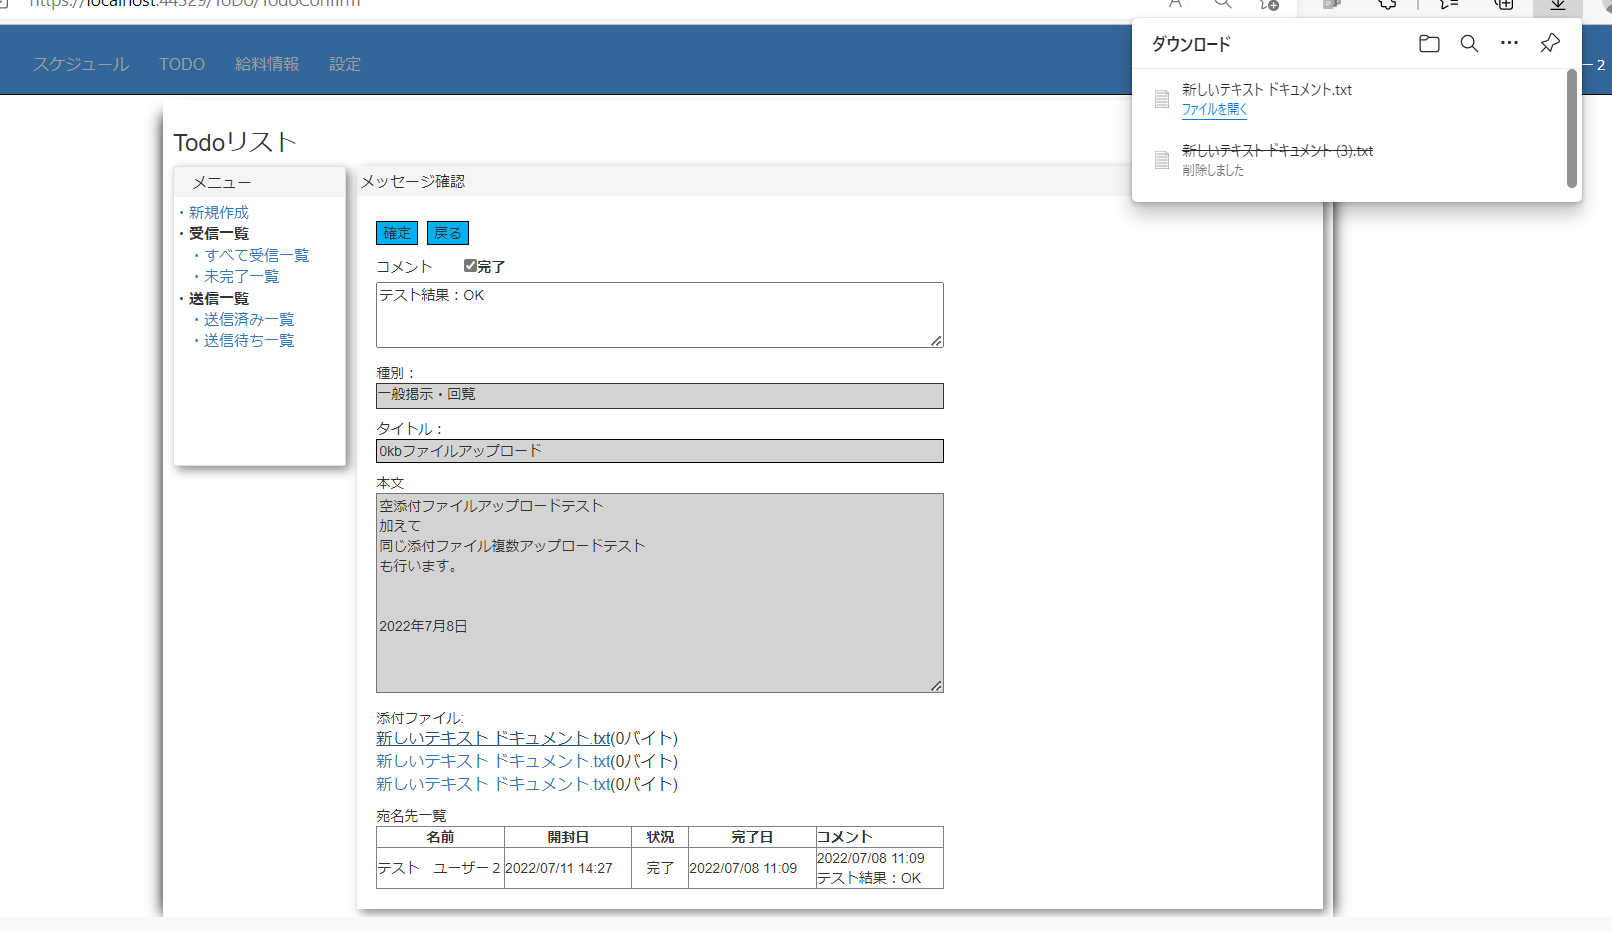 https://localhost:44329/ToDo/TodoConfirm
スケジュール TODO 給料情報 設定
ー 2
ダウンロード
新しいテキスト ドキュメント.txt
ファイルを開く
新しいテキスト ドキュメント (3).txt
削除しました
Todoリスト
メニュー
・新規作成
・受信一覧
・すべて受信一覧
・未完了一覧
・送信一覧
・送信済み一覧
・送信待ち一覧
メッセージ確認
確定 戻る
コメント 完了
テスト結果：OK
種別：
一般掲示・回覧
タイトル：
0kbファイルアップロード
本文
空添付ファイルアップロードテスト
加えて
同じ添付ファイル複数アップロードテスト
も行います。
2022年7月8日
添付ファイル:
新しいテキスト ドキュメント.txt(0バイト)
新しいテキスト ドキュメント.txt(0バイト)
新しいテキスト ドキュメント.txt(0バイト)
宛名先一覧
名前 開封日 状況 完了日 コメント
テスト　ユーザー２ 2022/07/11 14:27 完了 2022/07/08 11:09 2022/07/08 11:09
テスト結果：OK